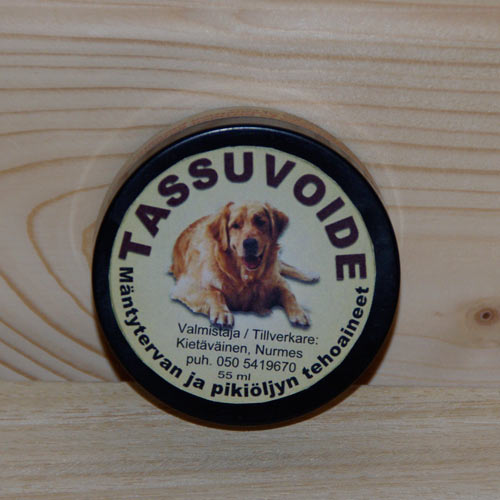 TASSUVOIDE
Valmistaja / Tillverkare:
Kietäväinen, Nurmes
puh. 050 5419670
55 ml
Mäntytervan ja pikiöljyn tehoaineet